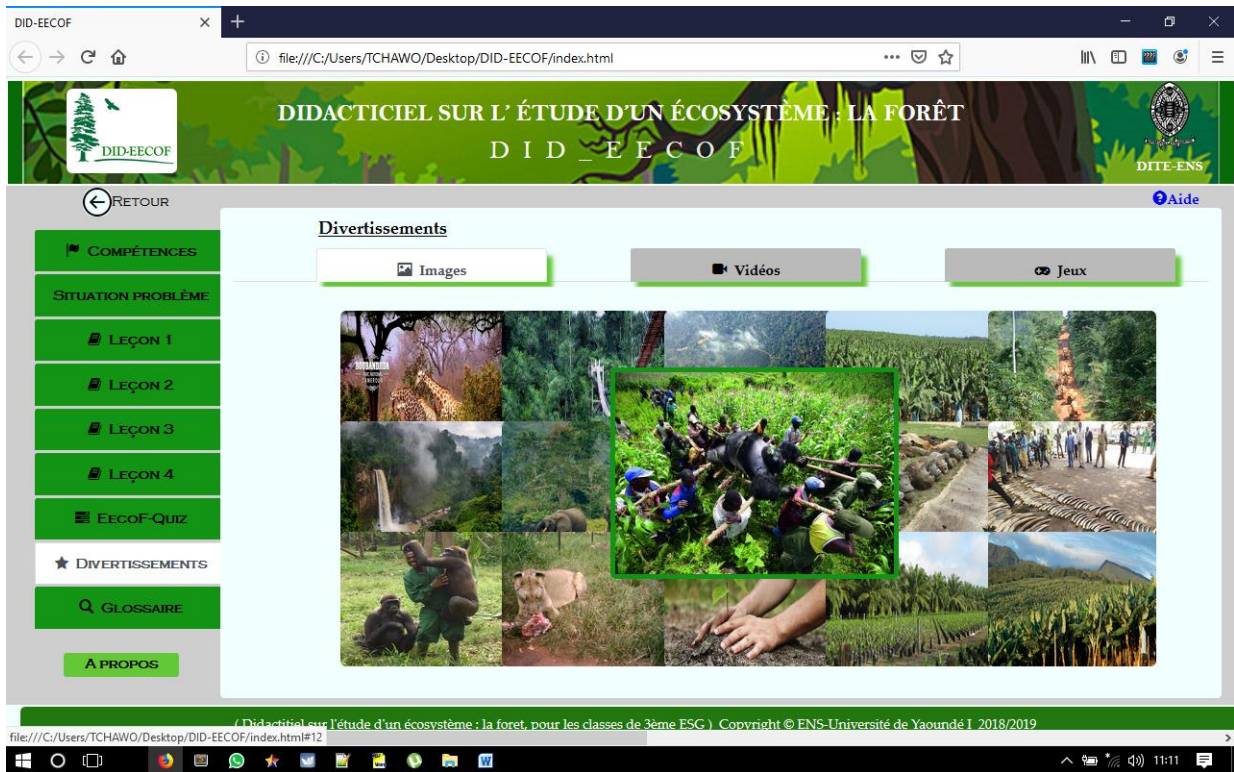 DID-EECOF
file:///C:/Users/TCHAWO/Desktop/DID-EECOF/index.html
DIDACTICIEL SUR L' ÉTUDE D'UN ÉCOSYSTÈME : LA FORÊT
DID_EECOF
DID-EECOF
DITE-ENS
RETOUR
Aide
COMPÉTENCES
SITUATION PROBLÈME
LEÇON 1
LEÇON 2
LEÇON 3
LEÇON 4
EECOF-QUIZ
DIVERTISSEMENTS
GLOSSAIRE
A PROPOS
Divertissements
Images
Vidéos
Jeux
( Didactitiel sur l'étude d'un écosystème : la foret, pour les classes de 3ème ESG ) Copyright © ENS-Université de Yaoundé I 2018/2019
file:///C:/Users/TCHAWO/Desktop/DID-EECOF/index.html#12
11:11